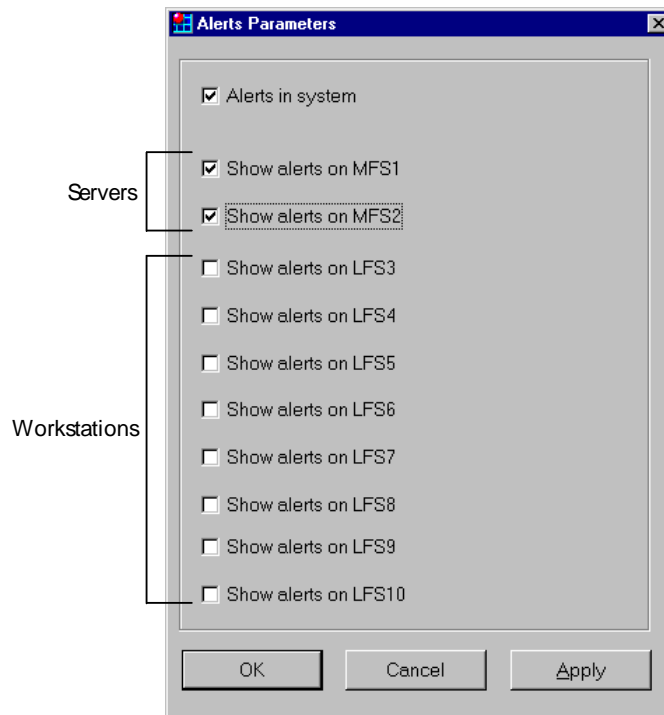 Alerts Parameters
Alerts in system
Servers
Show alerts on MFS1
Show alerts on MFS2
Workstations
Show alerts on LFS3
Show alerts on LFS4
Show alerts on LFS5
Show alerts on LFS6
Show alerts on LFS7
Show alerts on LFS8
Show alerts on LFS9
Show alerts on LFS10
OK
Cancel
Apply